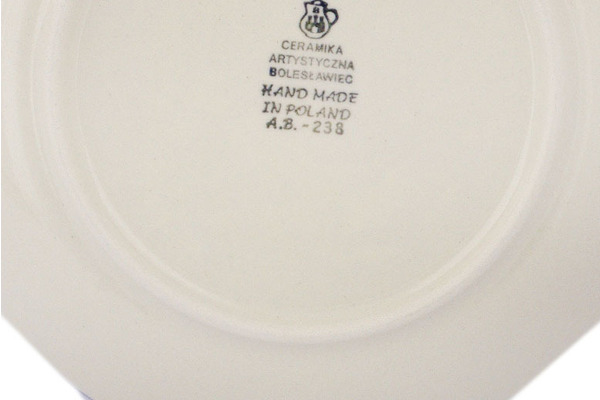 B
CERAMIKA
ARTYSTYCZNA
BOLESŁAWIEC
HAND MADE
IN POLAND
A.B. - 238